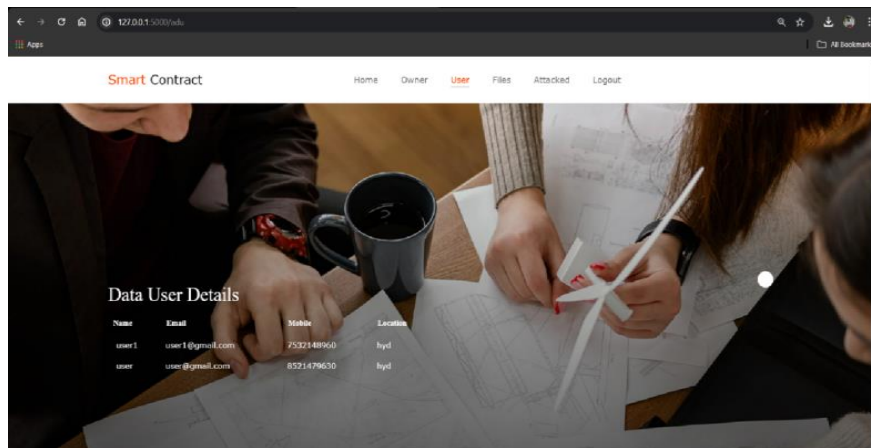 127.0.0.1:5000/adu
Apps
All Bookmarks
Smart Contract
Home Owner User Files Attacked Logout
Data User Details
Name Email Mobile Location
user1 user1@gmail.com 7532148960 hyd
user user@gmail.com 8521479630 hyd